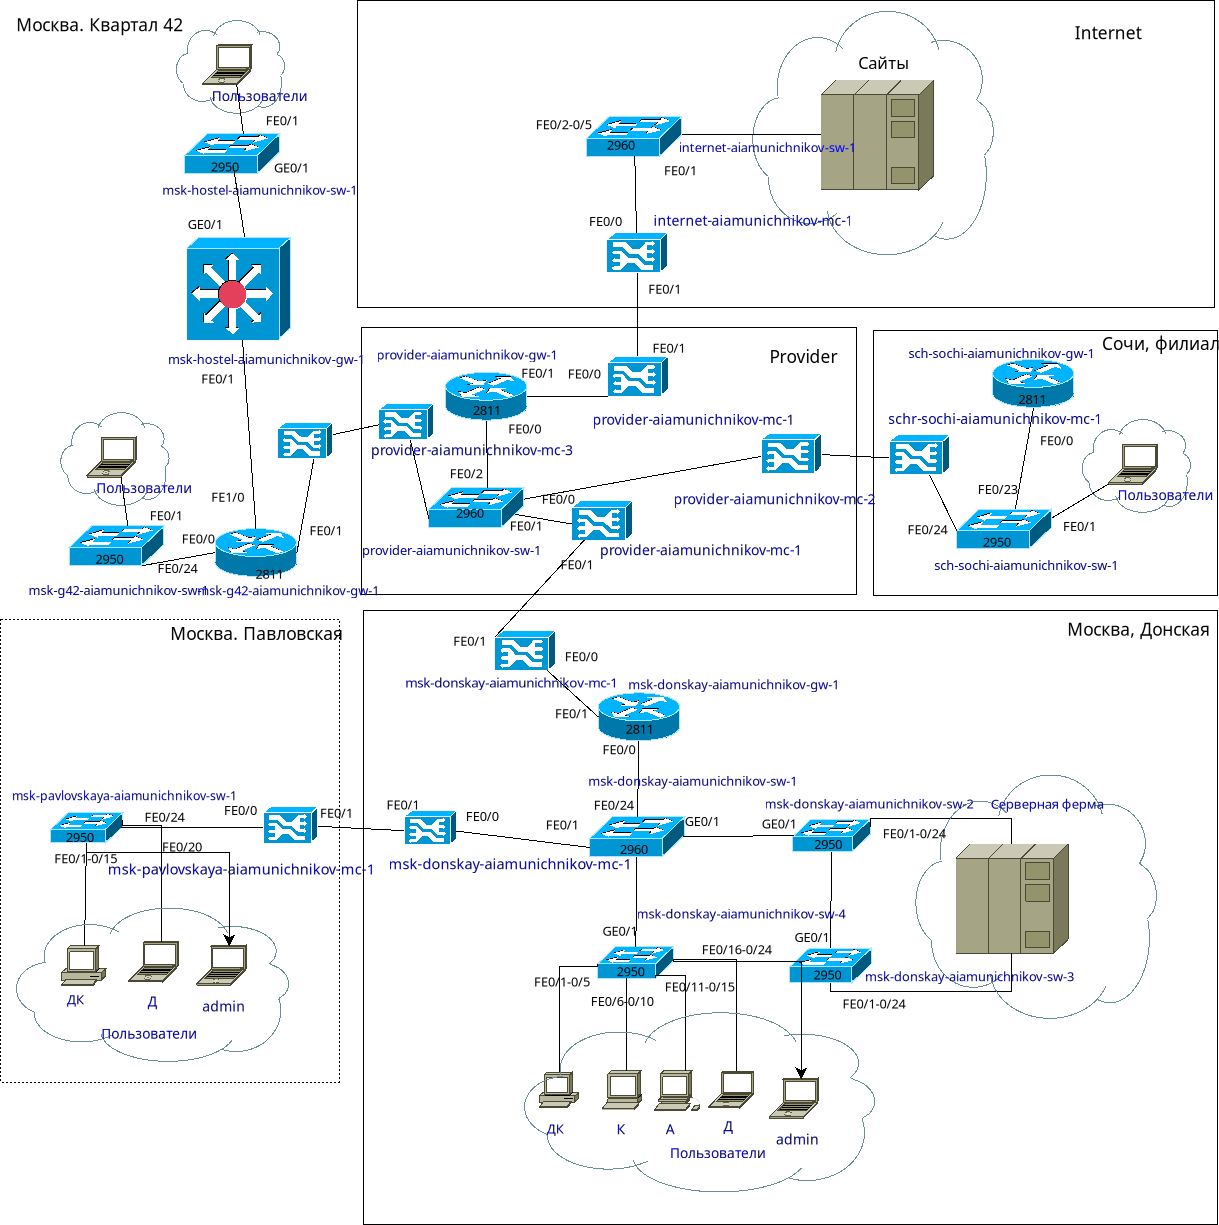 Москва. Квартал 42
Пользователи
FE0/1
2950
GE0/1
msk-hostel-aiamunichnikov-sw-1
GE0/1
msk-hostel-aiamunichnikov-gw-1
FE0/1
Пользователи
FE1/0
FE0/1
FE0/0
FE0/1
2950
FE0/24
2811
msk-g42-aiamunichnikov-sw-1
msk-g42-aiamunichnikov-gw-1
Internet
Сайты
FE0/2-0/5
2960
internet-aiamunichnikov-sw-1
FE0/1
FE0/0
internet-aiamunichnikov-mc-1
FE0/1
Provider
provider-aiamunichnikov-gw-1
FE0/1
FE0/1
FE0/0
2811
provider-aiamunichnikov-mc-1
FE0/0
provider-aiamunichnikov-mc-3
FE0/2
FE0/0
provider-aiamunichnikov-mc-2
2960
FE0/1
provider-aiamunichnikov-sw-1
provider-aiamunichnikov-mc-1
FE0/1
Сочи, филиал
sch-sochi-aiamunichnikov-gw-1
2811
schr-sochi-aiamunichnikov-mc-1
FE0/0
FE0/23
Пользователи
FE0/24
FE0/1
2950
sch-sochi-aiamunichnikov-sw-1
Москва. Павловская
msk-pavlovskaya-aiamunichnikov-sw-1
FE0/0
FE0/1
FE0/24
2950
FE0/20
FE0/1-0/15
msk-pavlovskaya-aiamunichnikov-mc-1
ДК
Д
admin
Пользователи
Москва, Донская
FE0/1
FE0/0
msk-donskay-aiamunichnikov-mc-1
msk-donskay-aiamunichnikov-gw-1
FE0/1
2811
FE0/0
msk-donskay-aiamunichnikov-sw-1
FE0/1
FE0/24
msk-donskay-aiamunichnikov-sw-2
Серверная ферма
FE0/0
FE0/1
GE0/1
GE0/1
FE0/1-0/24
2960
2950
msk-donskay-aiamunichnikov-mc-1
msk-donskay-aiamunichnikov-sw-4
GE0/1
GE0/1
FE0/16-0/24
2950
2950
msk-donskay-aiamunichnikov-sw-3
FE0/1-0/5
FE0/11-0/15
FE0/6-0/10
FE0/1-0/24
ДК
К
А
Д
admin
Пользователи